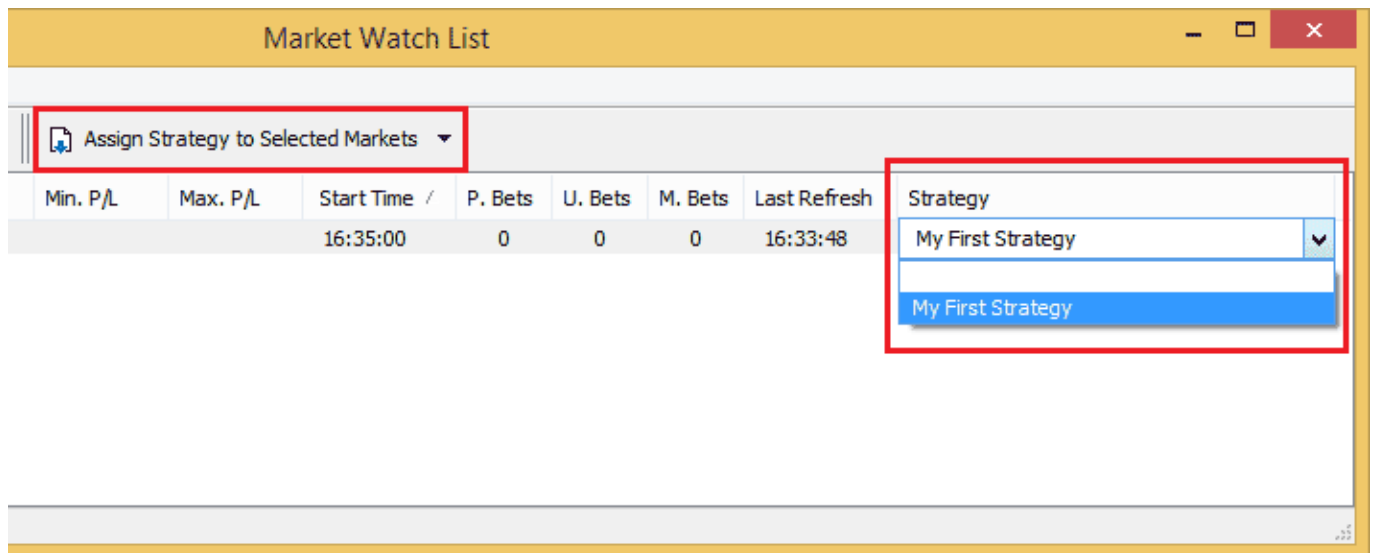 Market Watch List
Assign Strategy to Selected Markets
Min. P/L Max. P/L Start Time / P. Bets U. Bets M. Bets Last Refresh Strategy
16:35:00 0 0 0 16:33:48 My First Strategy
My First Strategy